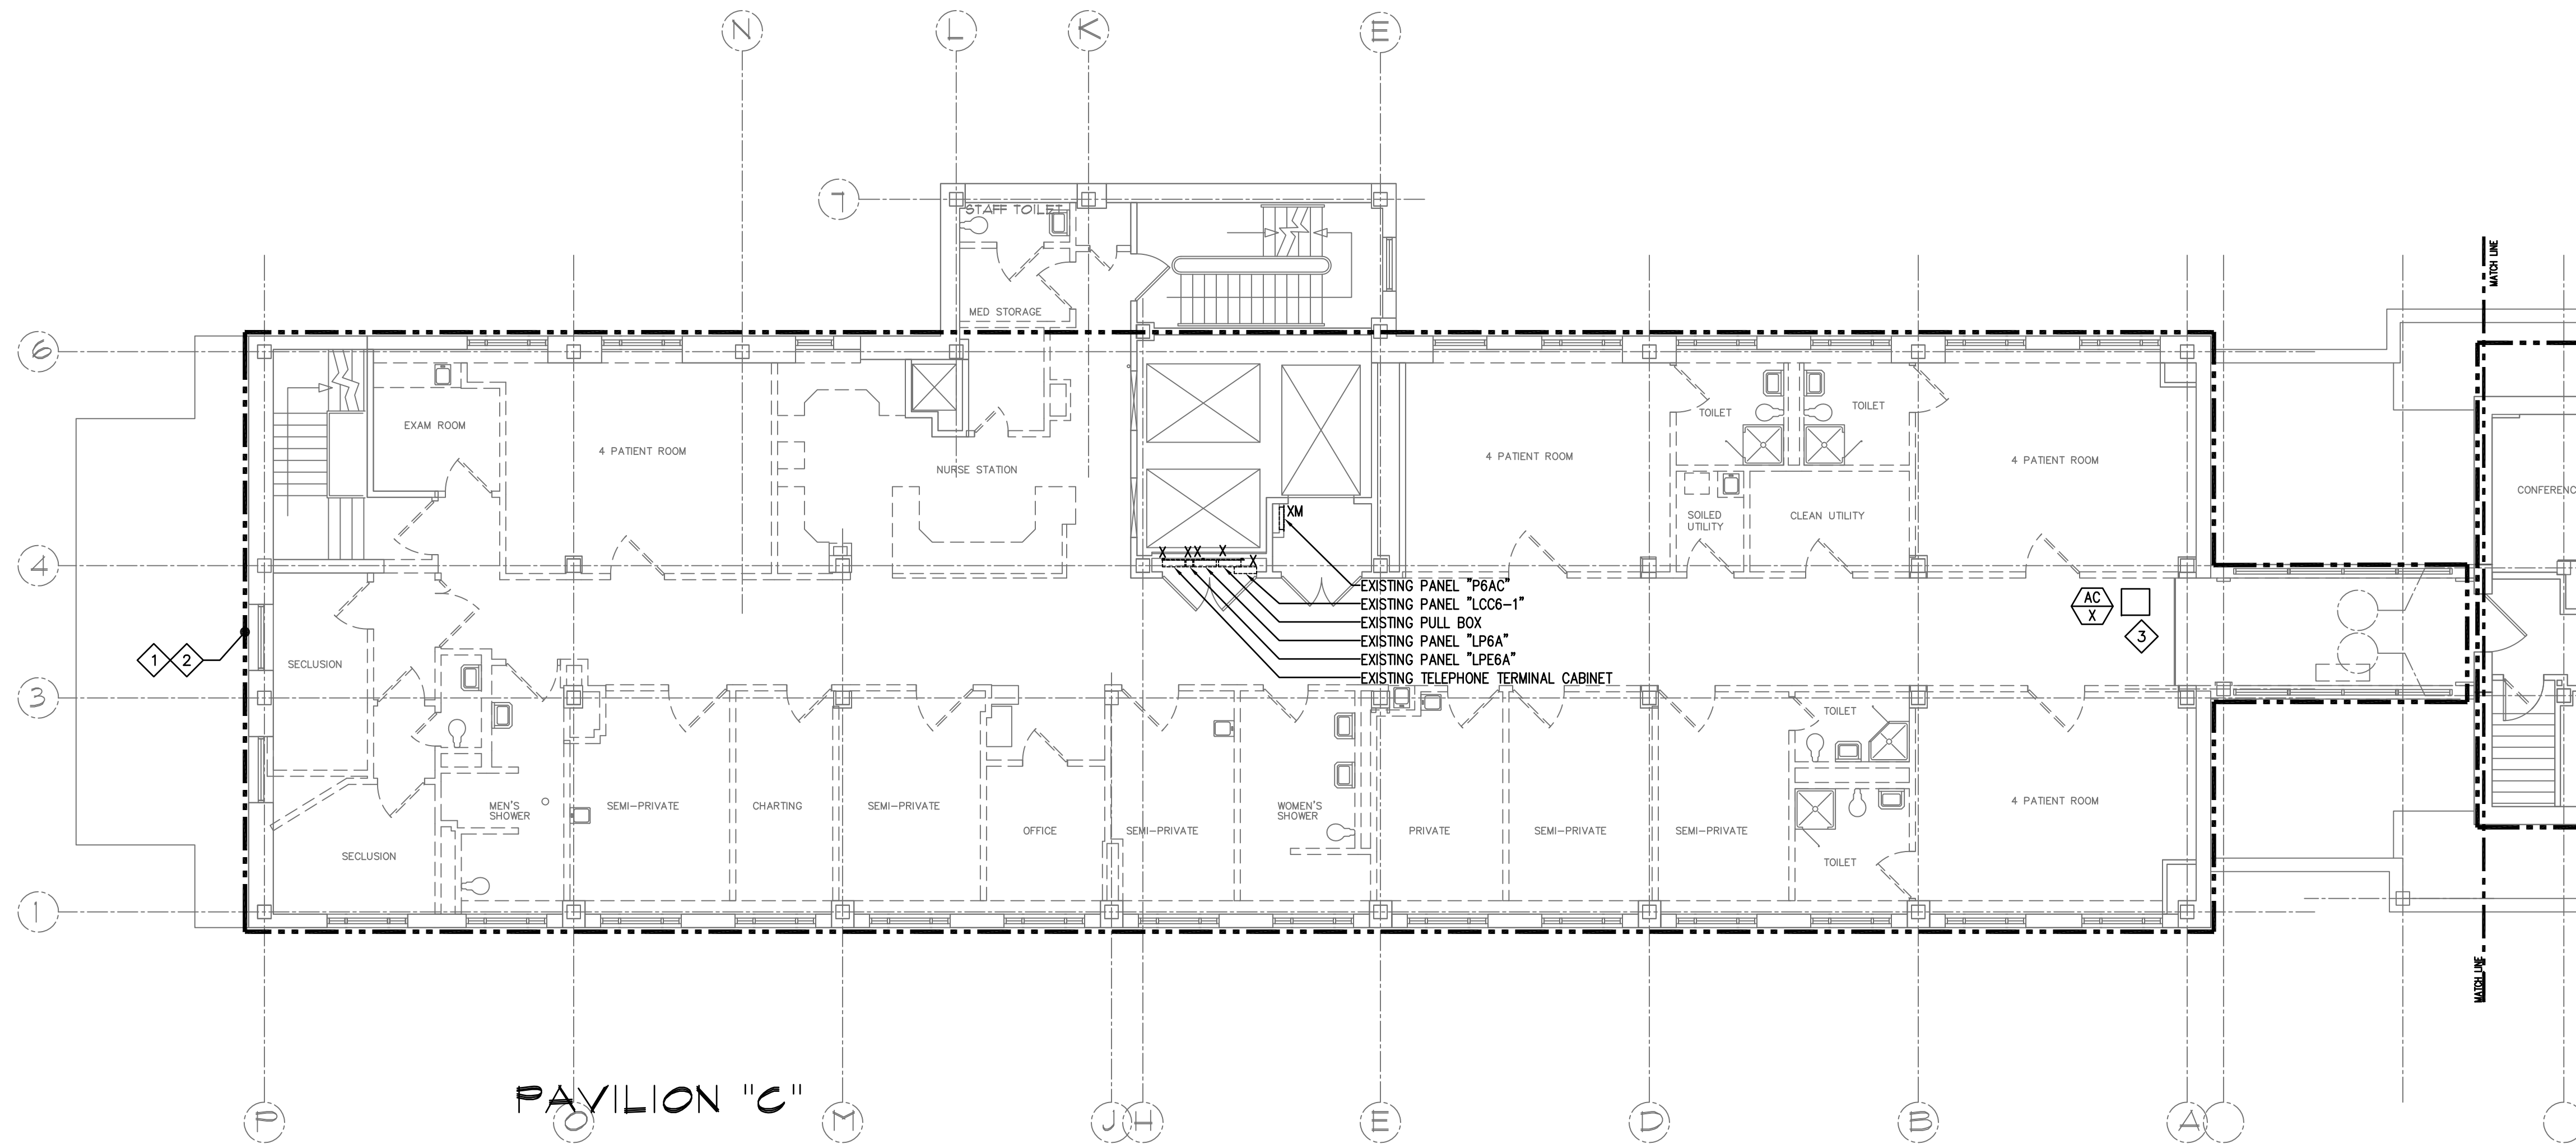 N
L
K
E
7
STAFF TOILET
MATCH LINE
MED STORAGE
6
EXAM ROOM
4 PATIENT ROOM
NURSE STATION
4 PATIENT ROOM
TOILET
TOILET
4 PATIENT ROOM
SOILED
UTILITY
CLEAN UTILITY
XM
4
X XX X X
EXISTING PANEL "P6AC"
EXISTING PANEL "LCC6-1"
EXISTING PULL BOX
EXISTING PANEL "LP6A"
EXISTING PANEL "LPE6A"
EXISTING TELEPHONE TERMINAL CABINET
AC
X
3
1 2
SECLUSION
3
TOILET
MEN'S
SHOWER
SEMI-PRIVATE
CHARTING
SEMI-PRIVATE
OFFICE
SEMI-PRIVATE
WOMEN'S
SHOWER
PRIVATE
SEMI-PRIVATE
SEMI-PRIVATE
4 PATIENT ROOM
SECLUSION
TOILET
1
MATCH LINE
PAVILION "C"
P
O
M
J
H
E
D
B
A